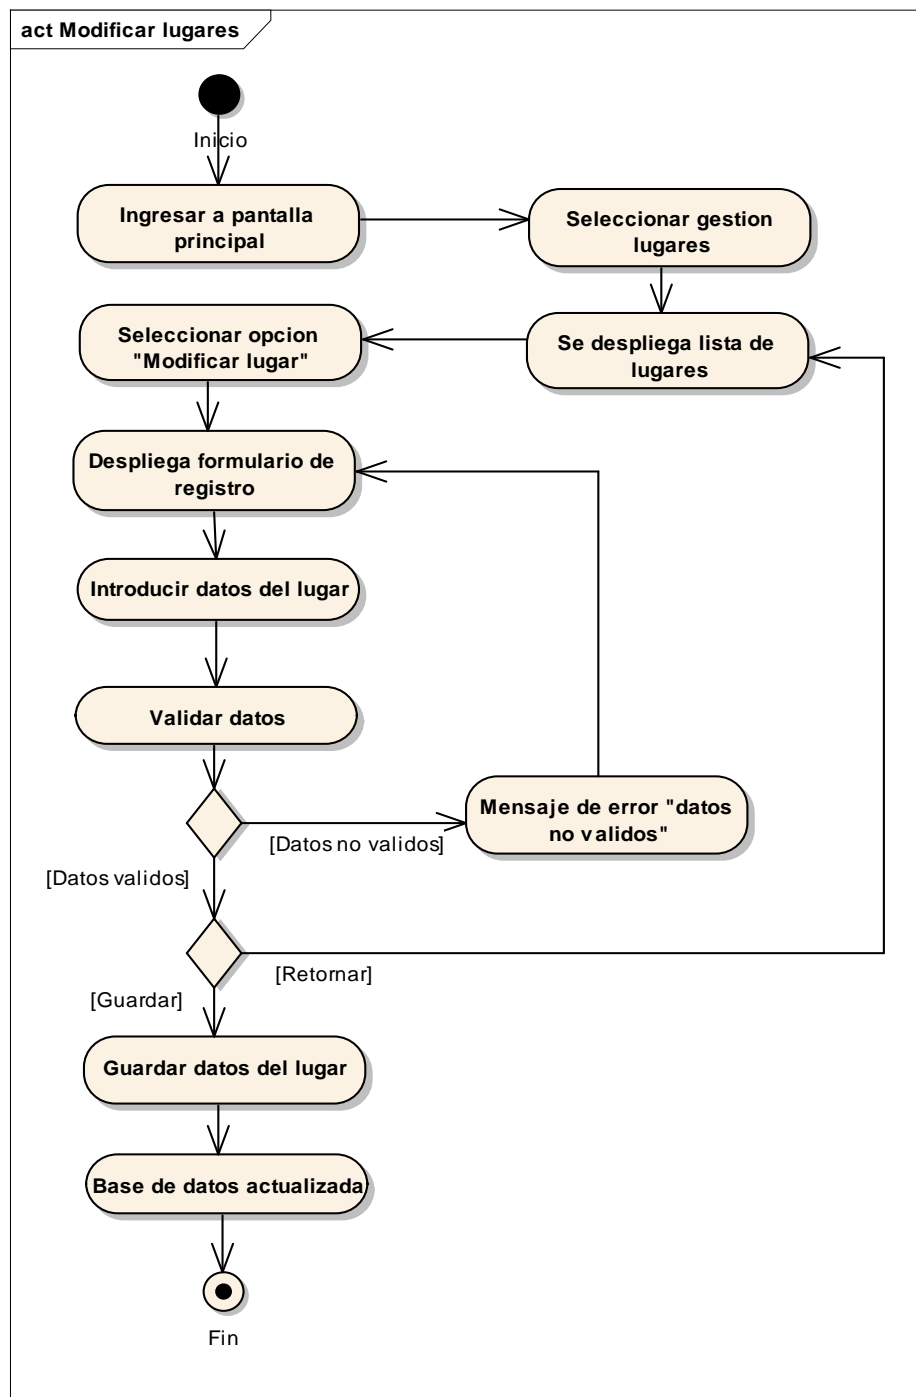 act Modificar lugares
Inicio
Ingresar a pantalla
principal
Seleccionar gestion
lugares
Seleccionar opcion
"Modificar lugar"
Se despliega lista de
lugares
Despliega formulario de
registro
Introducir datos del lugar
Validar datos
Mensaje de error "datos
no validos"
[Datos no validos]
[Datos validos]
[Retornar]
[Guardar]
Guardar datos del lugar
Base de datos actualizada
Fin